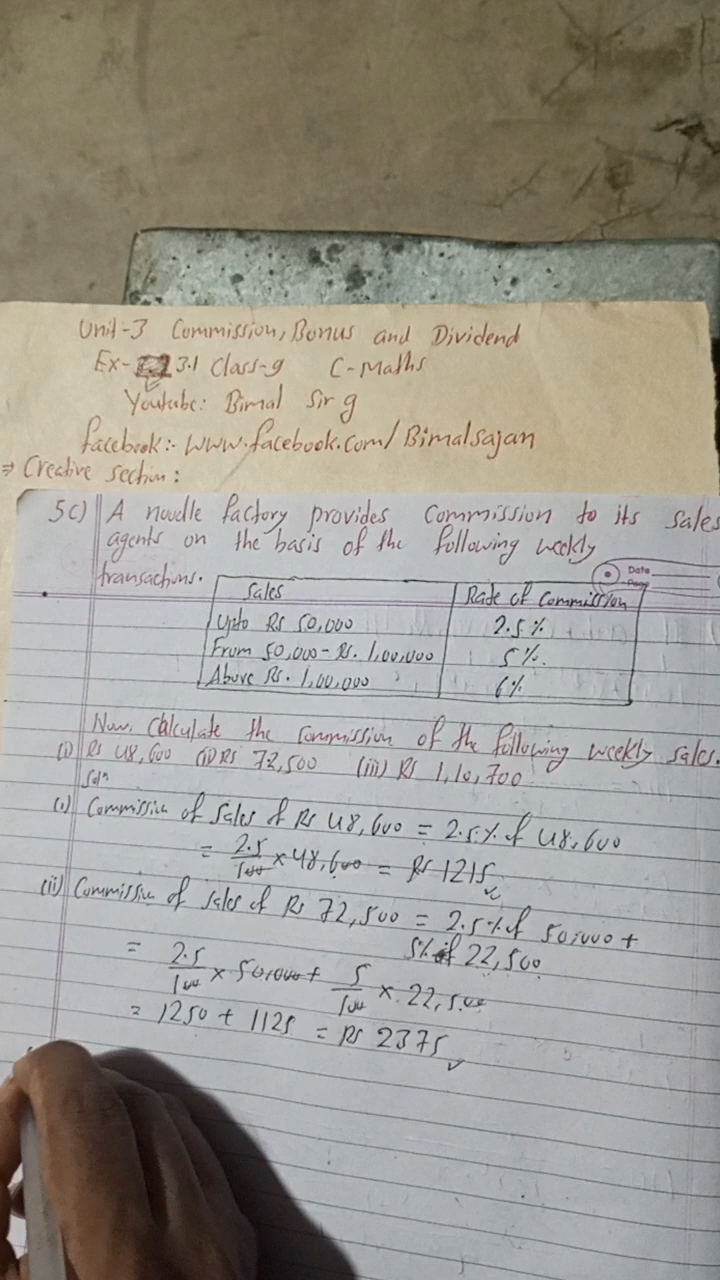 Unit-3 Commission, Bonus and Dividend
Ex- 3.1 Class-9 C-Maths
Youtube: Bimal Sir g
facebook:- www.facebook.com/Bimalsajan
⇒ Creative section:
5c) A noodle factory provides commission to its sales
agents on the basis of the following weekly
Date
Page
transactions.
Sales Rate of Commission
Upto Rs 50,000 2.5%
From 50,000 - Rs. 1,00,000 5%.
Above Rs. 1,00,000 6%
Now, Calculate the commission of the following weekly sales.
(i) Rs 48,600 (ii) Rs 72,500 (iii) Rs 1,10,700
Solⁿ
(i) Commission of sales of Rs 48,600 = 2.5% of 48,600
= 2.5/100 × 48,600 = Rs 1215
(ii) Commission of sales of Rs 72,500 = 2.5% of 50,000 +
5% of 22,500
= 2.5/100 × 50,000 + 5/100 × 22,500
= 1250 + 1125 = Rs 2375